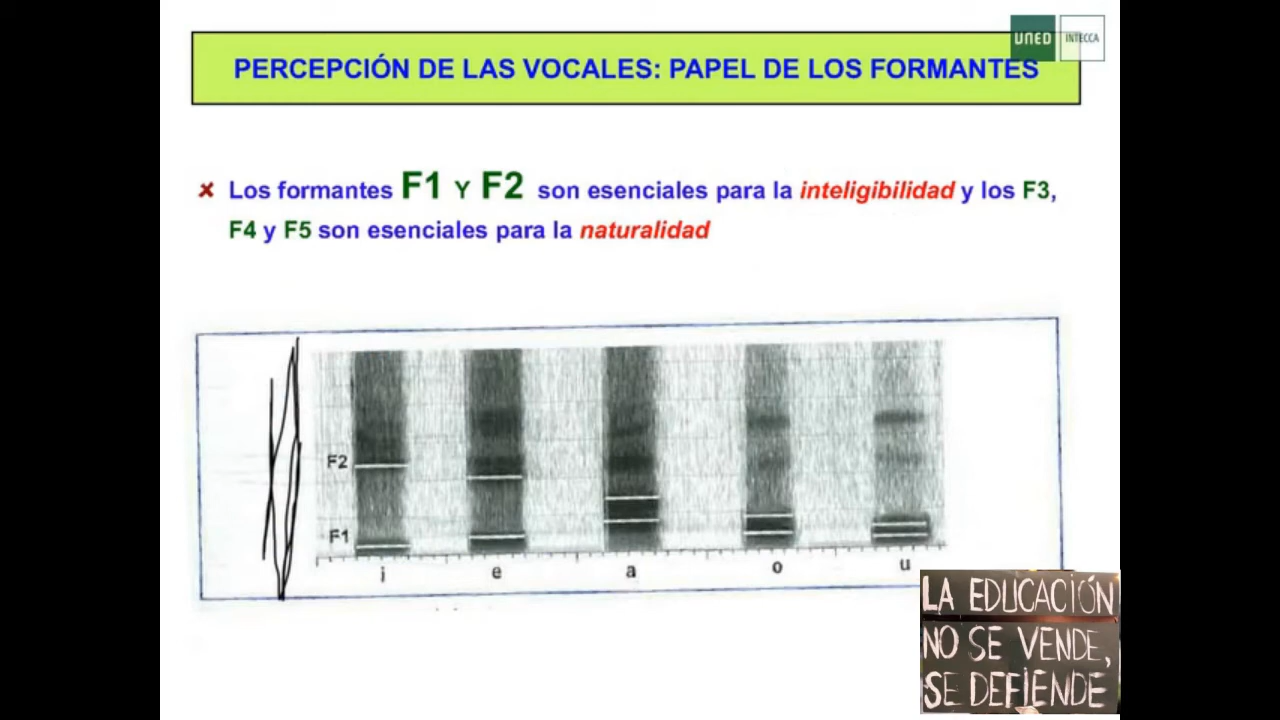 UNED INTECCA
PERCEPCIÓN DE LAS VOCALES: PAPEL DE LOS FORMANTES
Los formantes F1 Y F2 son esenciales para la inteligibilidad y los F3,
F4 y F5 son esenciales para la naturalidad
F2
F1
i e a o u
LA EDUCACIÓN
NO SE VENDE,
SE DEFIENDE